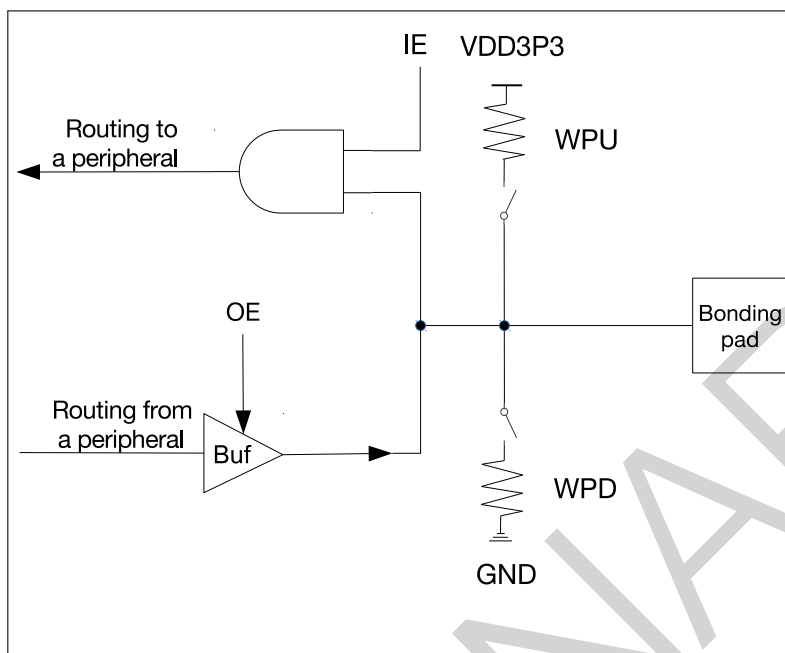 IE
VDD3P3
Routing to
a peripheral
WPU
OE
Bonding
pad
Routing from
a peripheral
Buf
WPD
GND